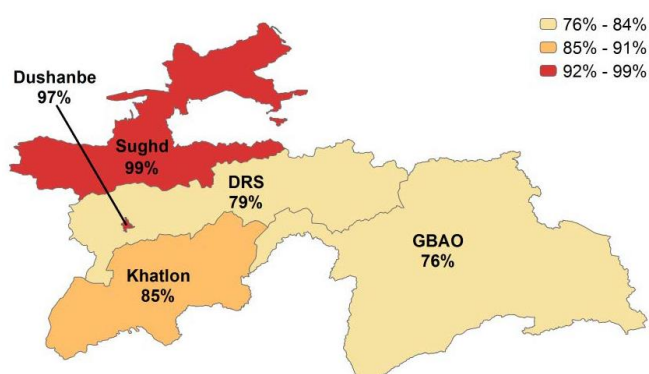 76% - 84%
85% - 91%
92% - 99%
Dushanbe
97%
Sughd
99%
DRS
79%
GBAO
76%
Khatlon
85%